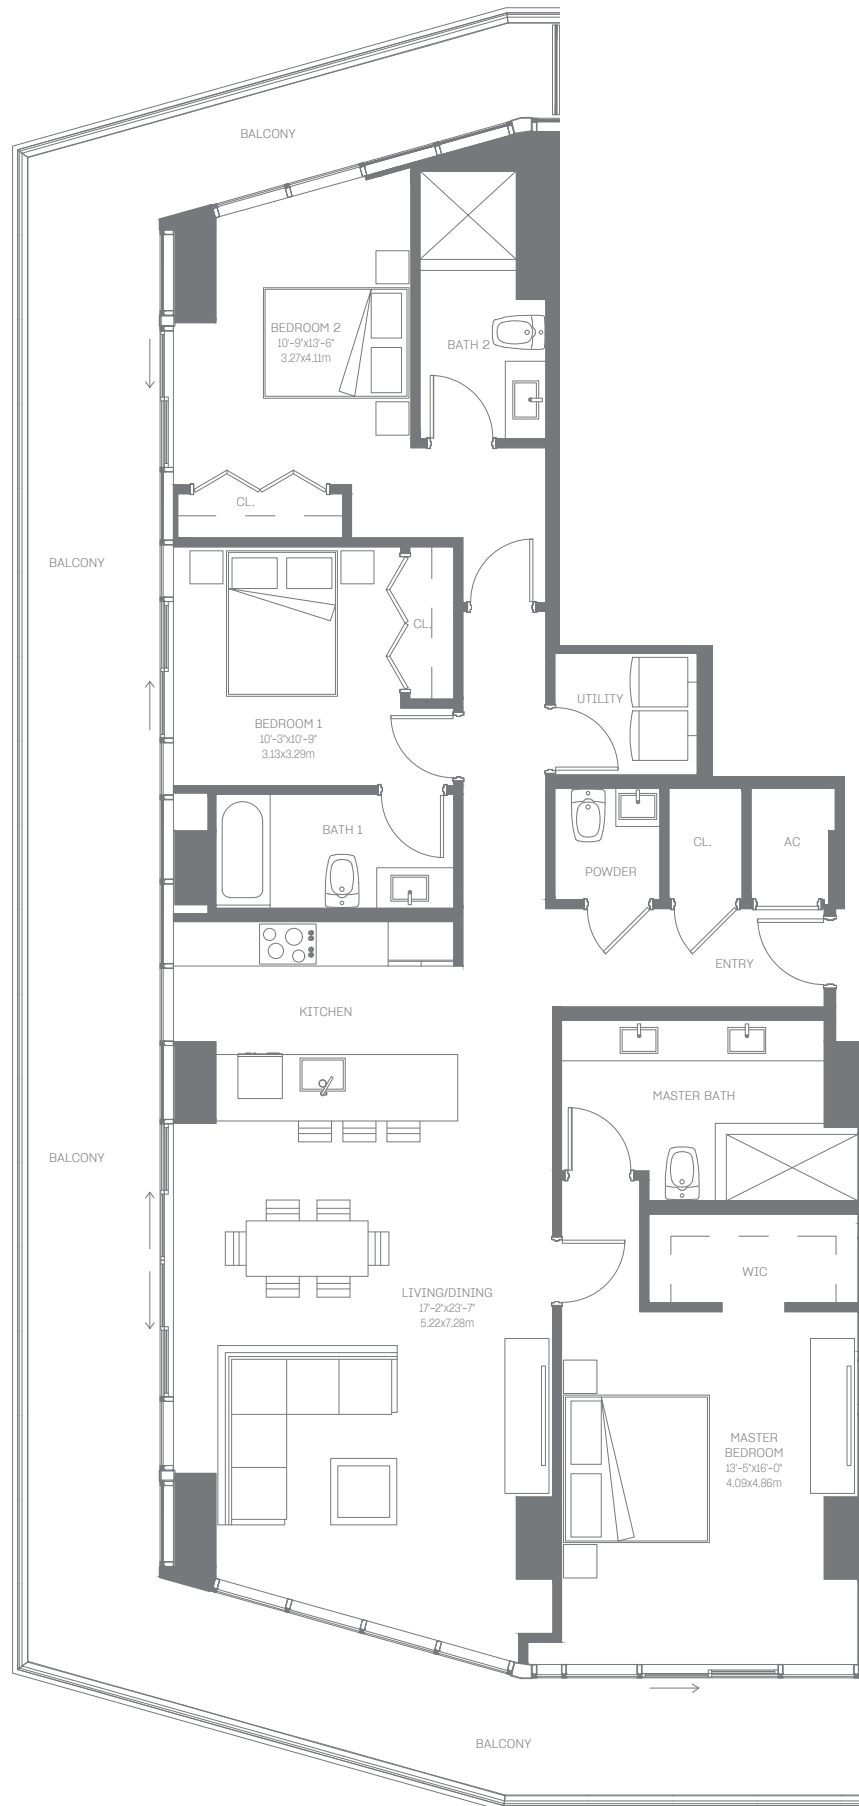 BALCONY
BEDROOM 2
10'-9"x13'-6"
3.27x4.11m
BATH 2
CL.
BALCONY
CL.
UTILITY
BEDROOM 1
10'-3"x10'-9"
3.13x3.29m
BATH 1
CL.
AC
POWDER
ENTRY
KITCHEN
MASTER BATH
BALCONY
WIC
LIVING/DINING
17'-2"x23'-7"
5.22x7.28m
MASTER
BEDROOM
13'-5"x16'-0"
4.09x4.86m
BALCONY